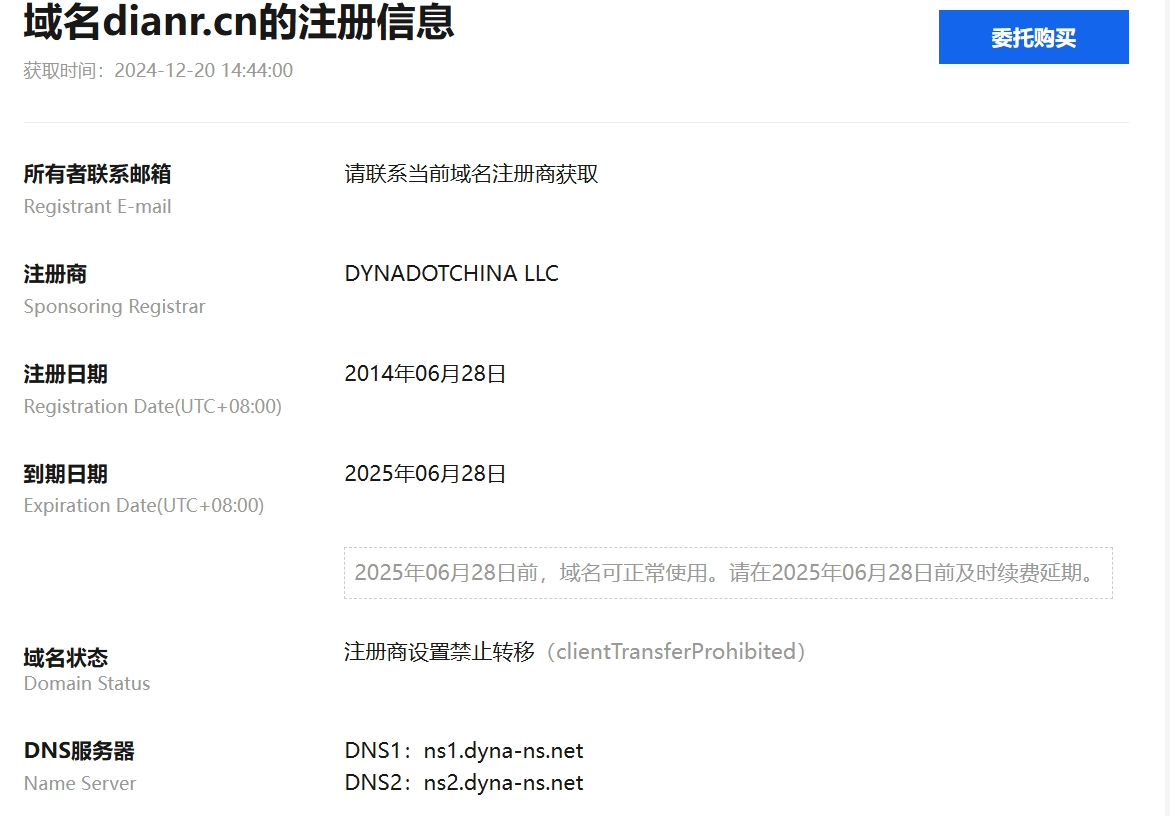 域名dianr.cn的注册信息
委托购买
获取时间：2024-12-20 14:44:00
所有者联系邮箱
请联系当前域名注册商获取
Registrant E-mail
注册商
DYNADOTCHINA LLC
Sponsoring Registrar
注册日期
2014年06月28日
Registration Date(UTC+08:00)
到期日期
2025年06月28日
Expiration Date(UTC+08:00)
2025年06月28日前，域名可正常使用。请在2025年06月28日前及时续费延期。
域名状态
注册商设置禁止转移（clientTransferProhibited）
Domain Status
DNS服务器
DNS1：ns1.dyna-ns.net
Name Server
DNS2：ns2.dyna-ns.net